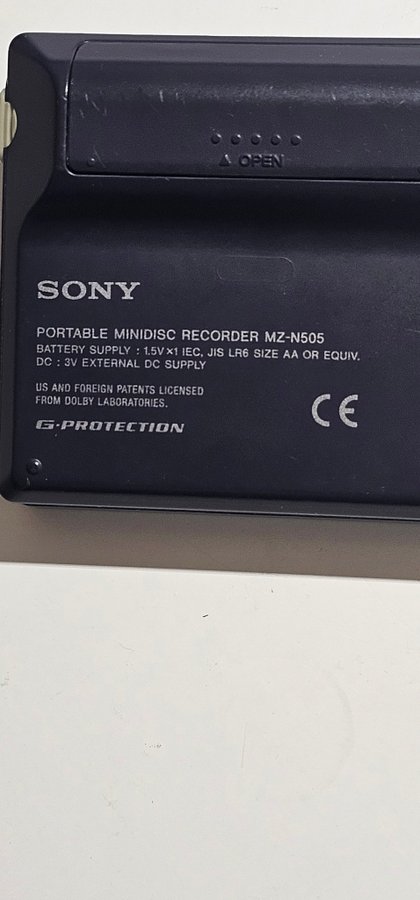 ▲ OPEN
SONY
PORTABLE MINIDISC RECORDER MZ-N505
BATTERY SUPPLY : 1.5V×1 IEC, JIS LR6 SIZE AA OR EQUIV.
DC : 3V EXTERNAL DC SUPPLY
US AND FOREIGN PATENTS LICENSED
FROM DOLBY LABORATORIES.
CE
G-PROTECTION